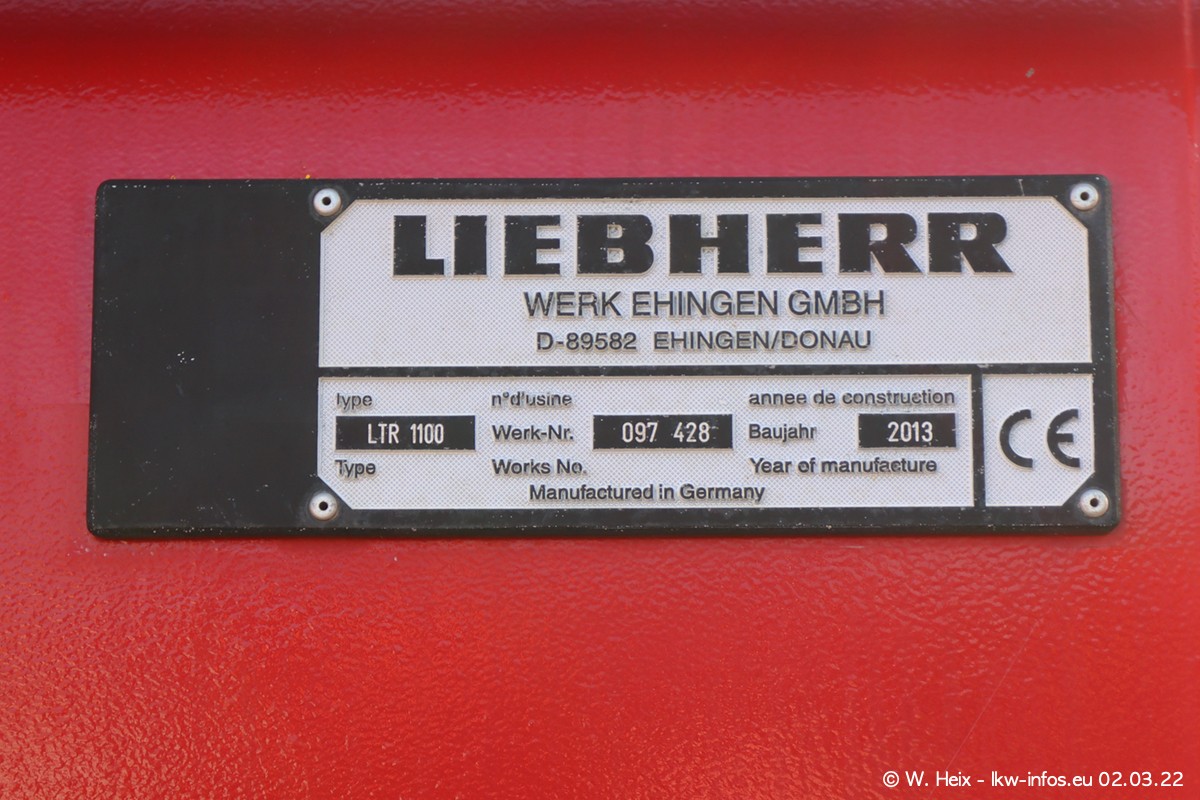 LIEBHERR
WERK EHINGEN GMBH
D-89582 EHINGEN/DONAU
type n°d'usine annee de construction
LTR 1100 Werk-Nr. 097 428 Baujahr 2013
Type Works No. Year of manufacture
Manufactured in Germany
CE
© W. Heix - lkw-infos.eu 02.03.22